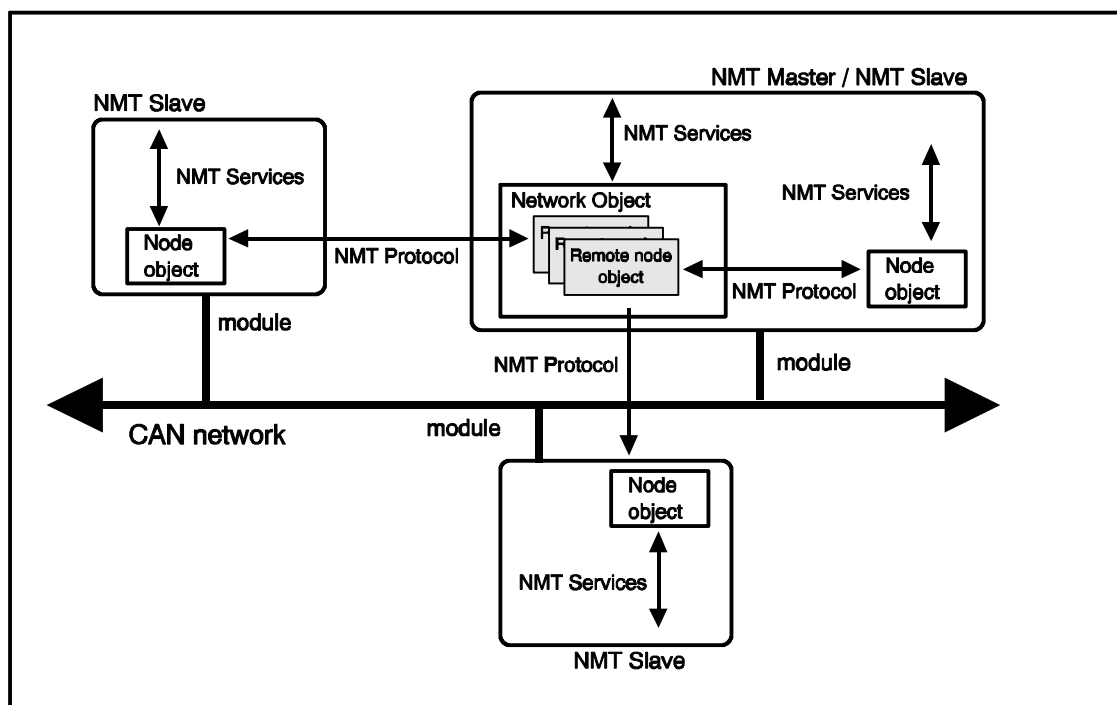 NMT Master / NMT Slave
NMT Slave
NMT Services
NMT Services
NMT Services
Network Object
Node
object
NMT Protocol
R
R
Remote node
object
NMT Protocol
Node
object
module
NMT Protocol
module
CAN network
module
Node
object
NMT Services
NMT Slave